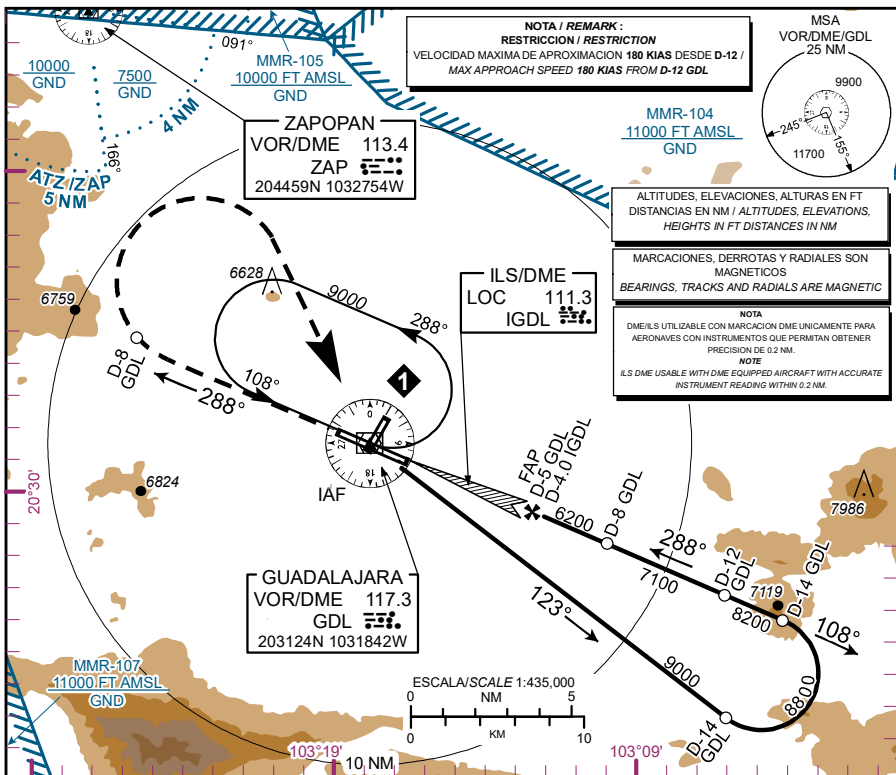 091°
MMR-105
10000 FT AMSL
GND
10000
GND
7500
GND
4 NM
166°
ATZ /ZAP
5 NM
18
NOTA / REMARK :
RESTRICCION / RESTRICTION
VELOCIDAD MAXIMA DE APROXIMACION 180 KIAS DESDE D-12 /
MAX APPROACH SPEED 180 KIAS FROM D-12 GDL
MSA
VOR/DME/GDL
25 NM
9900
245°
155°
11700
MMR-104
11000 FT AMSL
GND
ZAPOPAN
VOR/DME 113.4
ZAP
204459N 1032754W
ALTITUDES, ELEVACIONES, ALTURAS EN FT
DISTANCIAS EN NM / ALTITUDES, ELEVATIONS,
HEIGHTS IN FT DISTANCES IN NM
MARCACIONES, DERROTAS Y RADIALES SON
MAGNETICOS
BEARINGS, TRACKS AND RADIALS ARE MAGNETIC
NOTA
DME/ILS UTILIZABLE CON MARCACION DME UNICAMENTE PARA
AERONAVES CON INSTRUMENTOS QUE PERMITAN OBTENER
PRECISION DE 0.2 NM.
NOTE
ILS DME USABLE WITH DME EQUIPPED AIRCRAFT WITH ACCURATE
INSTRUMENT READING WITHIN 0.2 NM.
ILS/DME
LOC 111.3
IGDL
6628
9000
288°
6759
D-8
GDL
288°
108°
1
0
9
18
27
IAF
6824
20°30'
FAP
D-5 GDL
D-4.0 IGDL
6200
D-8 GDL
288°
7100
D-12
GDL
7119
8200
D-14 GDL
108°
7986
8800
123°
9000
D-14
GDL
GUADALAJARA
VOR/DME 117.3
GDL
203124N 1031842W
MMR-107
11000 FT AMSL
GND
ESCALA/SCALE 1:435,000
0 NM 5
0 KM 10
103°19'
10 NM
103°09'